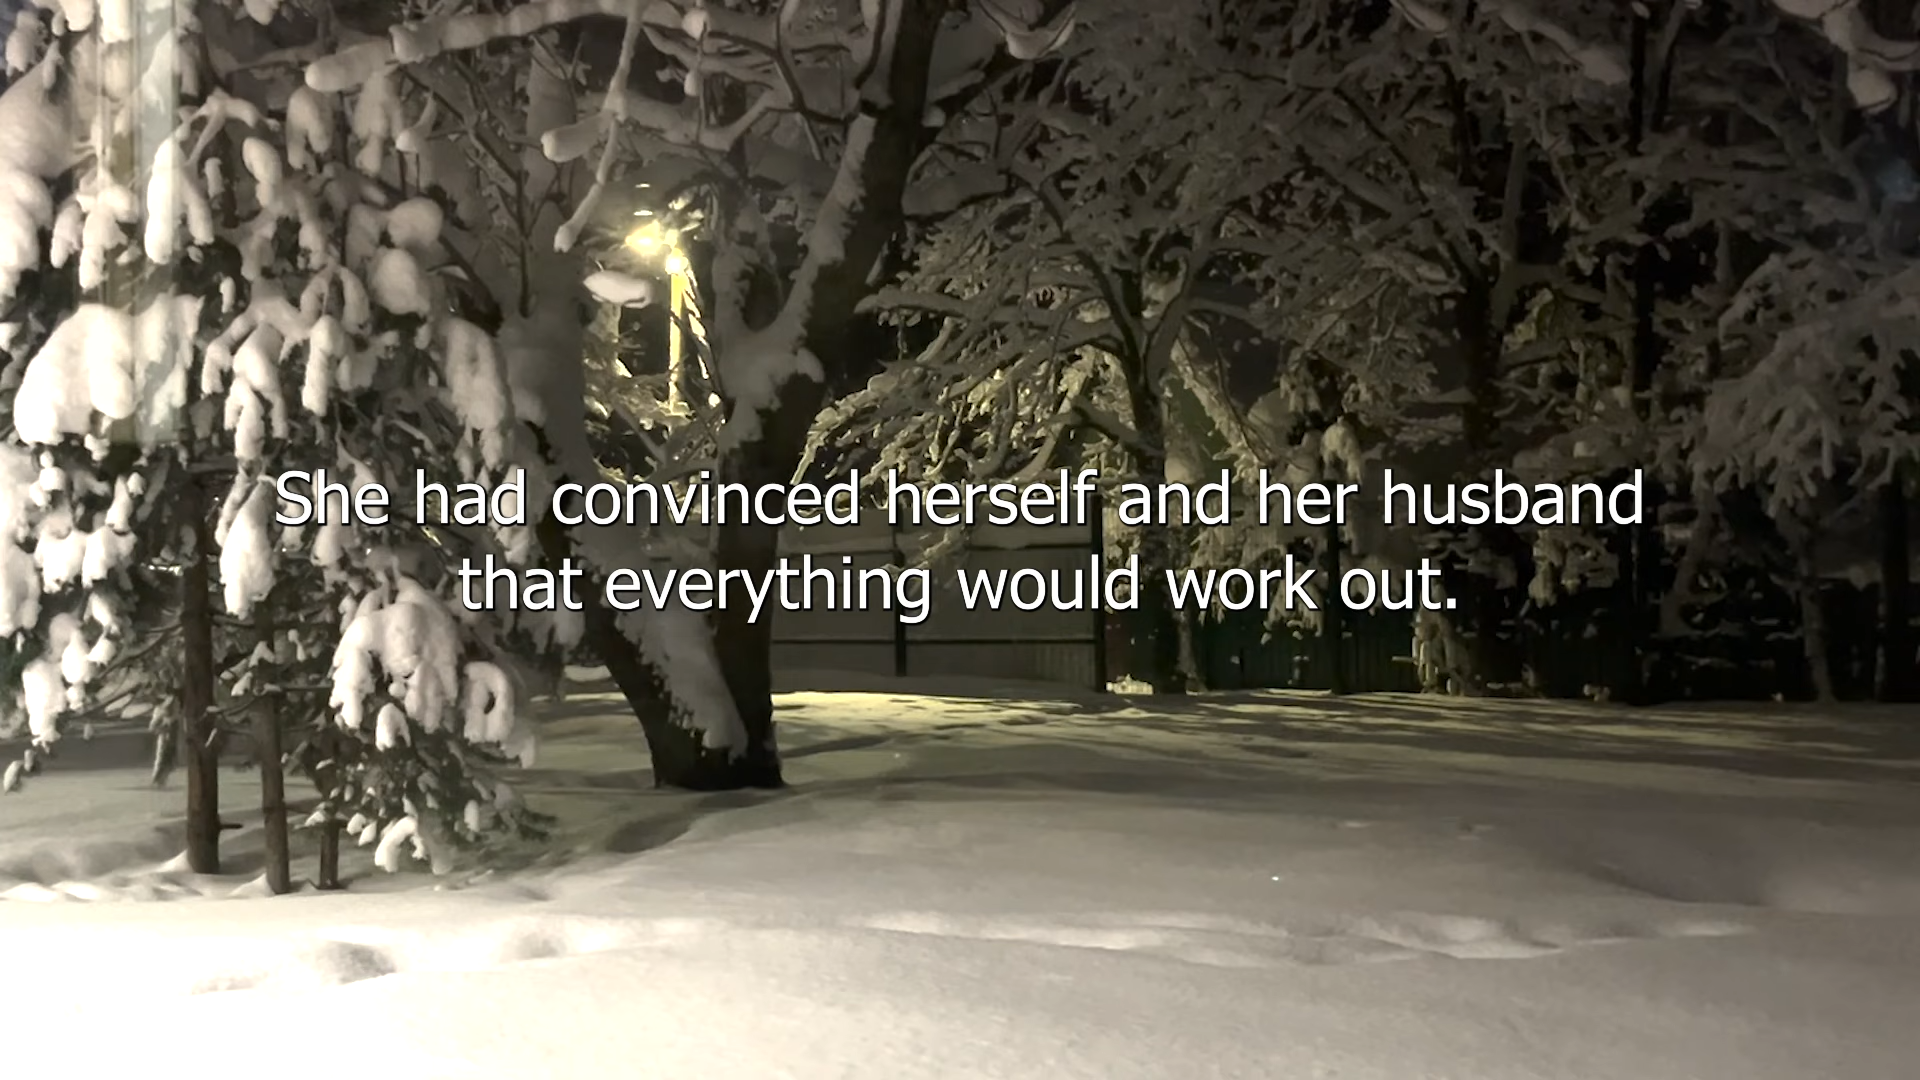 She had convinced herself and her husband
that everything would work out.